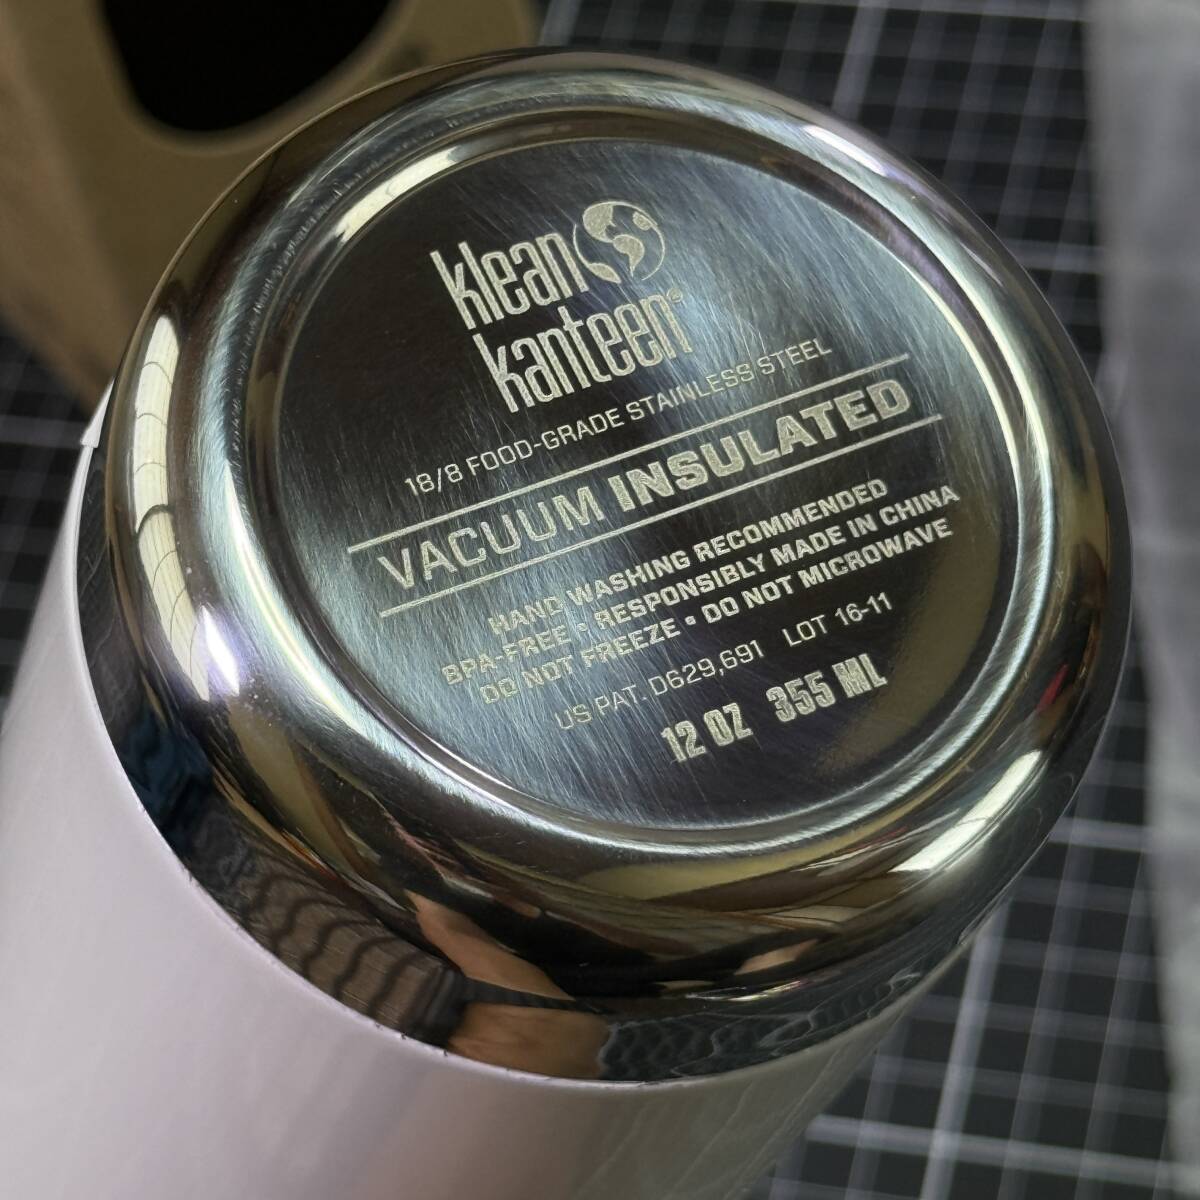 klean
kanteen®
18/8 FOOD-GRADE STAINLESS STEEL
VACUUM INSULATED
HAND WASHING RECOMMENDED
BPA-FREE • RESPONSIBLY MADE IN CHINA
DO NOT FREEZE • DO NOT MICROWAVE
US PAT. D629,691 LOT 16-11
12 OZ 355 ML